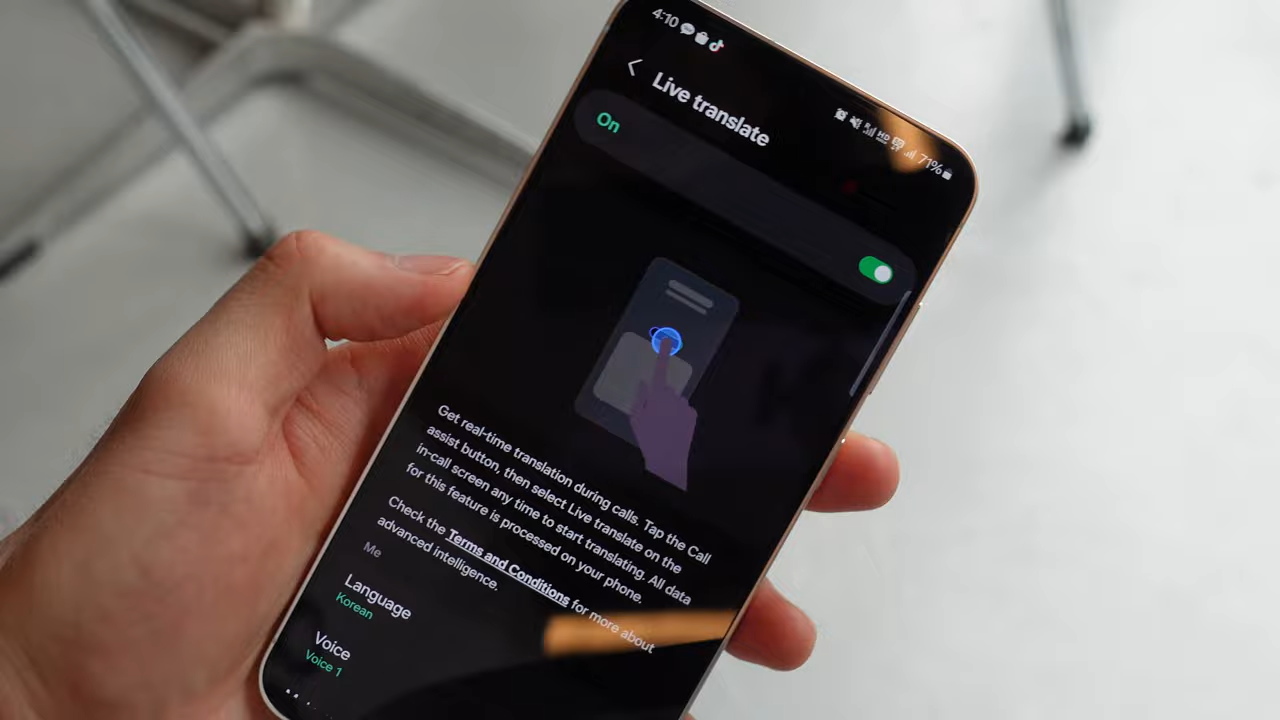 4:10
71%
Live translate
On
Get real-time translation during calls. Tap the Call
assist button, then select Live translate on the
in-call screen any time to start translating. All data
for this feature is processed on your phone.
Check the Terms and Conditions for more about
advanced intelligence.
Me
Language
Korean
Voice
Voice 1